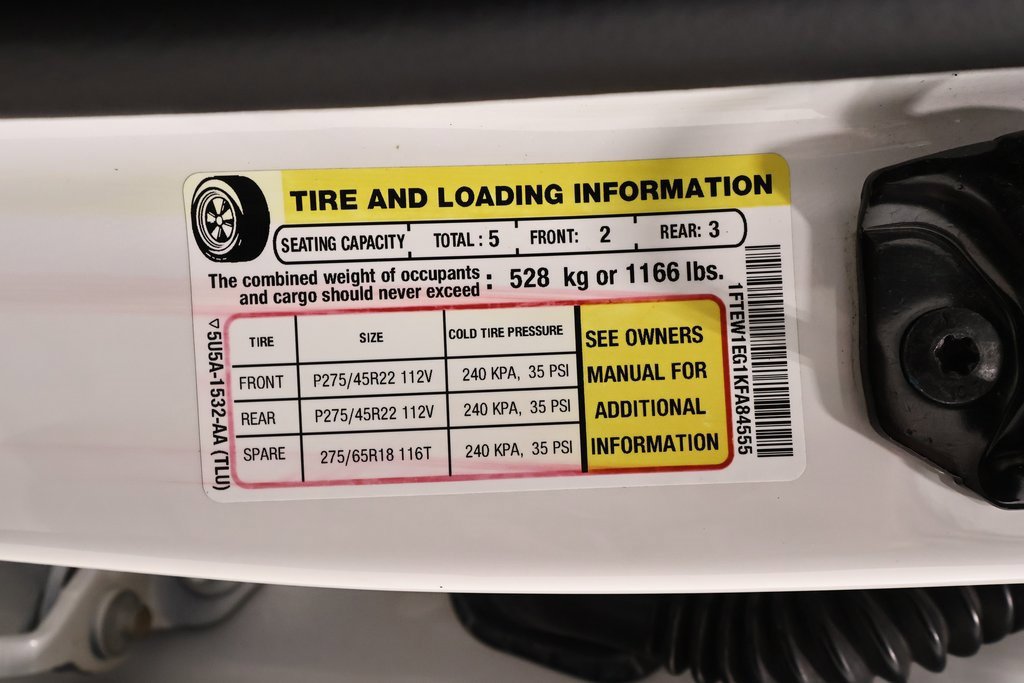 TIRE AND LOADING INFORMATION
SEATING CAPACITY TOTAL : 5 FRONT: 2 REAR: 3
The combined weight of occupants
and cargo should never exceed : 528 kg or 1166 lbs.
TIRE SIZE COLD TIRE PRESSURE
FRONT P275/45R22 112V 240 KPA, 35 PSI
REAR P275/45R22 112V 240 KPA, 35 PSI
SPARE 275/65R18 116T 240 KPA, 35 PSI
SEE OWNERS
MANUAL FOR
ADDITIONAL
INFORMATION
5U5A-1532-AA (TLU)
1FTEW1EG1KFA84555